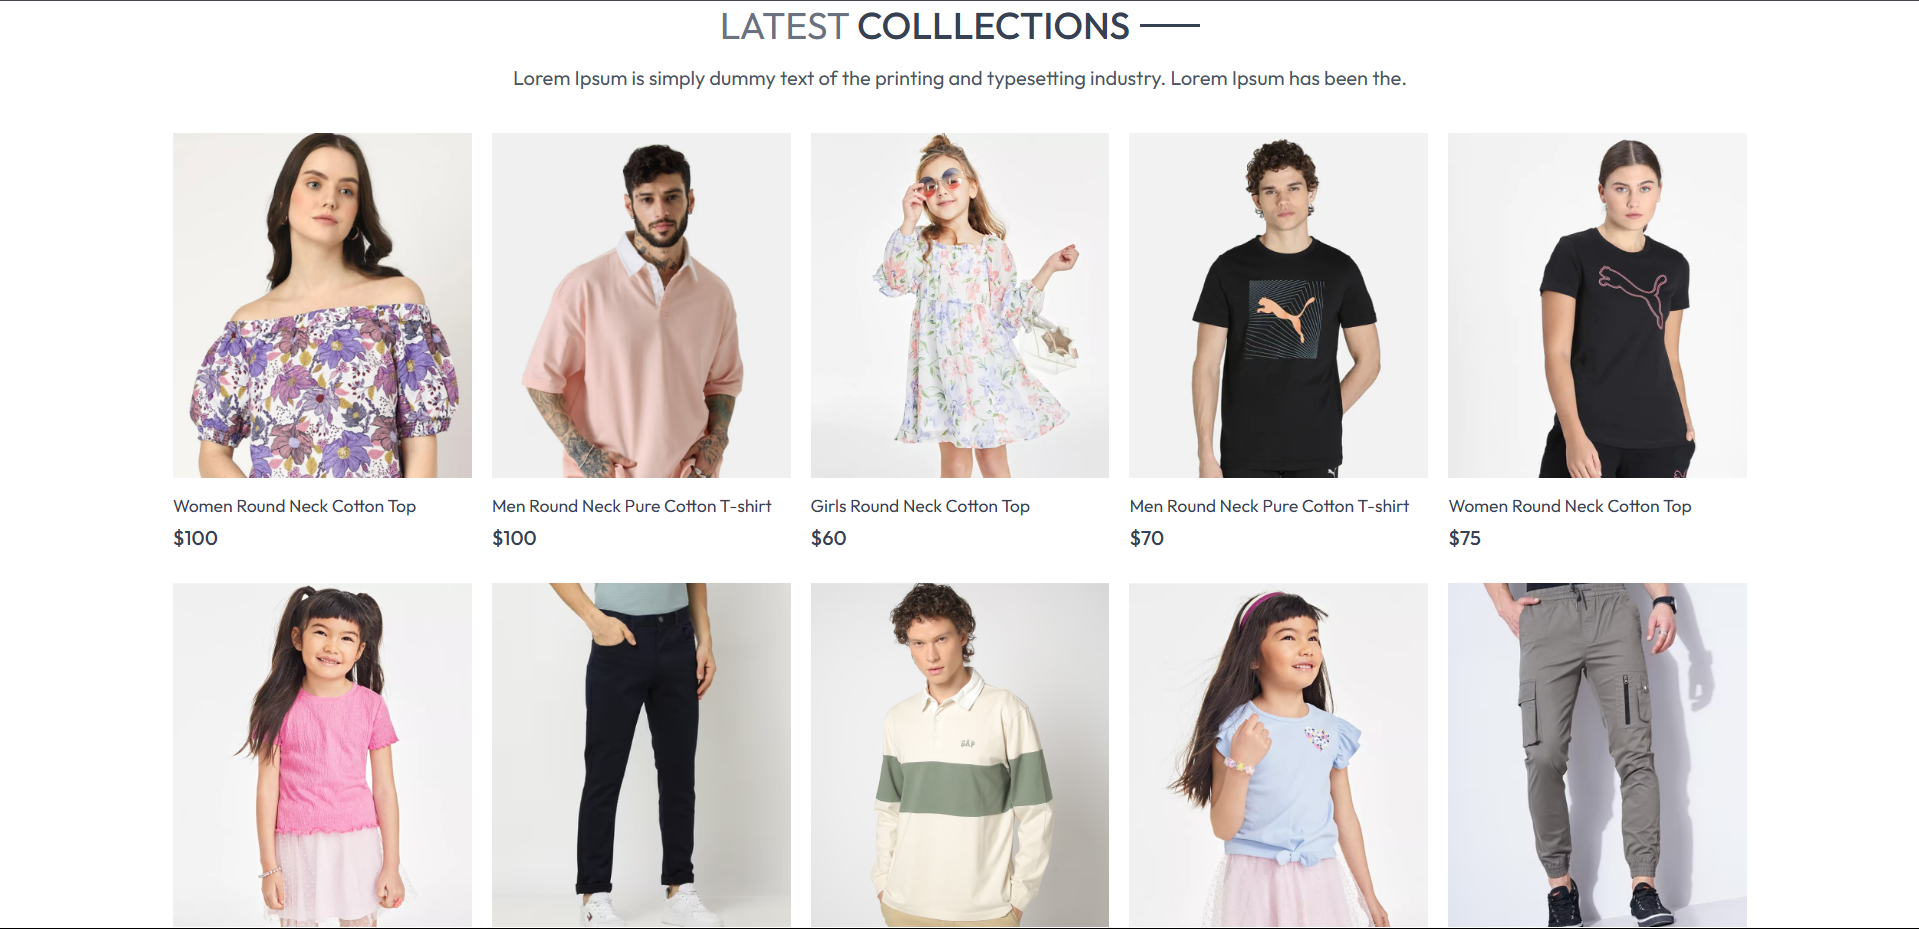 LATEST COLLLECTIONS
Lorem Ipsum is simply dummy text of the printing and typesetting industry. Lorem Ipsum has been the.
Women Round Neck Cotton Top
Men Round Neck Pure Cotton T-shirt
Girls Round Neck Cotton Top
Men Round Neck Pure Cotton T-shirt
Women Round Neck Cotton Top
$100
$100
$60
$70
$75
GAP